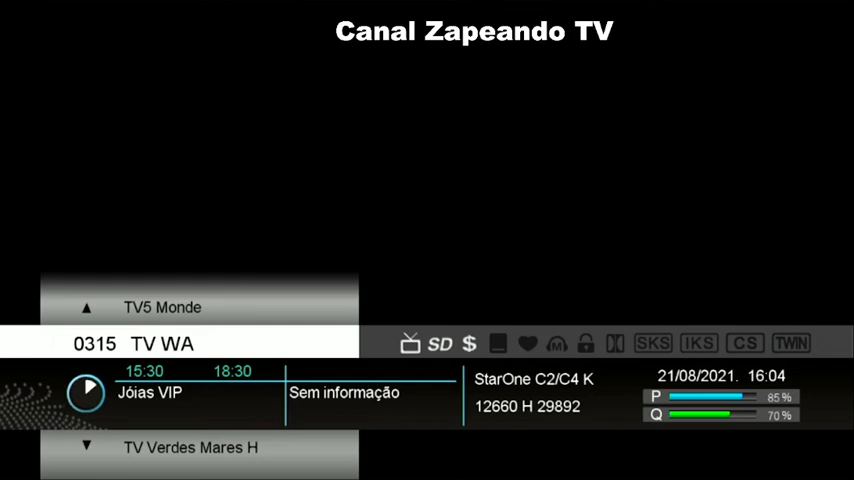 Canal Zapeando TV
▲ TV5 Monde
0315 TV WA SD $ SKS IKS CS TWIN
15:30 18:30
Jóias VIP
Sem informação
StarOne C2/C4 K
12660 H 29892
21/08/2021. 16:04
P 85%
Q 70%
▼ TV Verdes Mares H